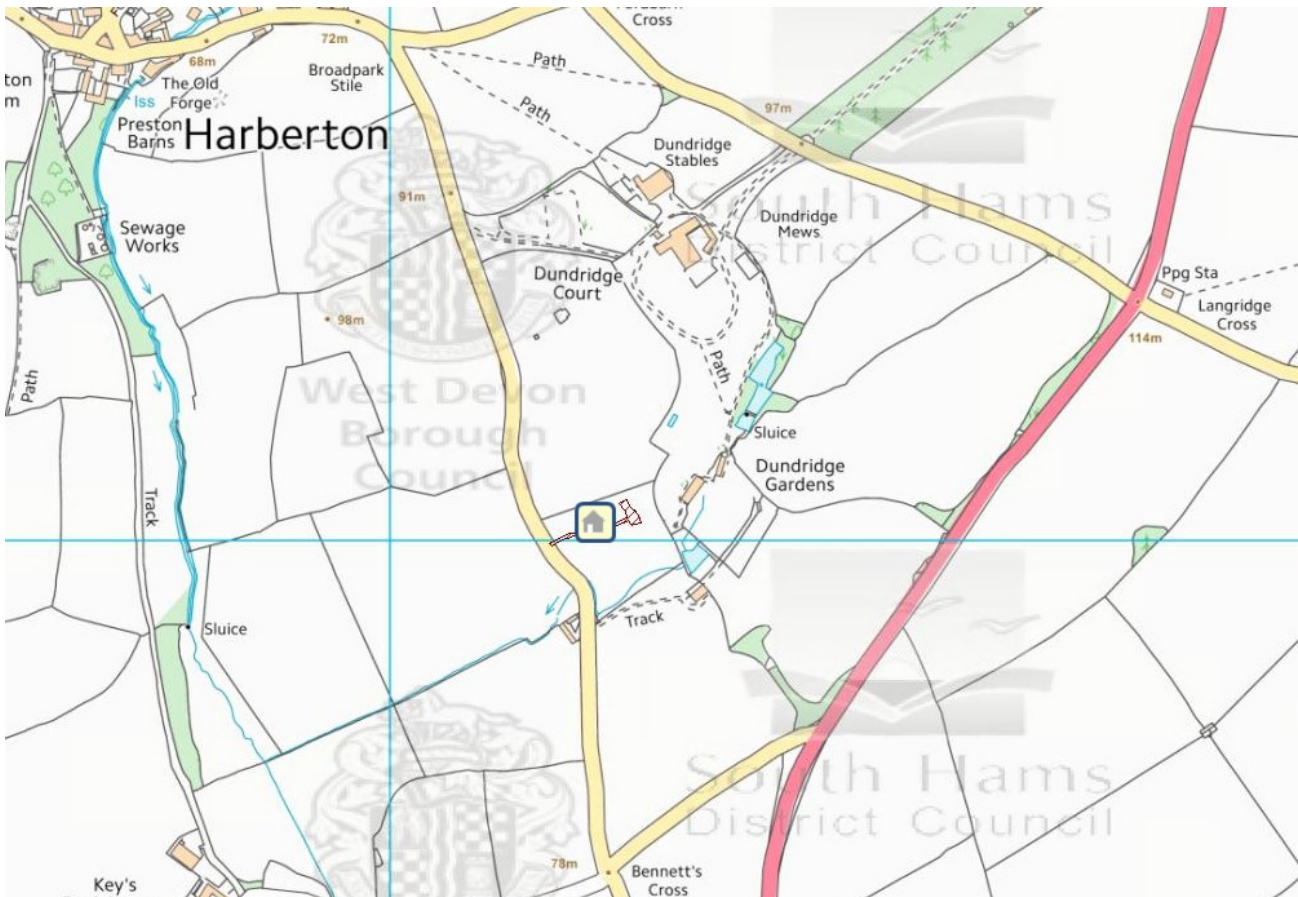 Cross
72m
68m
The Old
Forge
Iss
Preston
Barns
Harberton
Broadpark
Stile
Path
Path
97m
Dundridge
Stables
91m
Sewage
Works
Dundridge
Mews
South Hams
District Council
Dundridge
Court
Ppg Sta
Langridge
Cross
114m
98m
Path
Path
West Devon
Borough
Council
Sluice
Dundridge
Gardens
Track
Sluice
Track
South Hams
District Council
78m
Bennett's
Cross
Key's